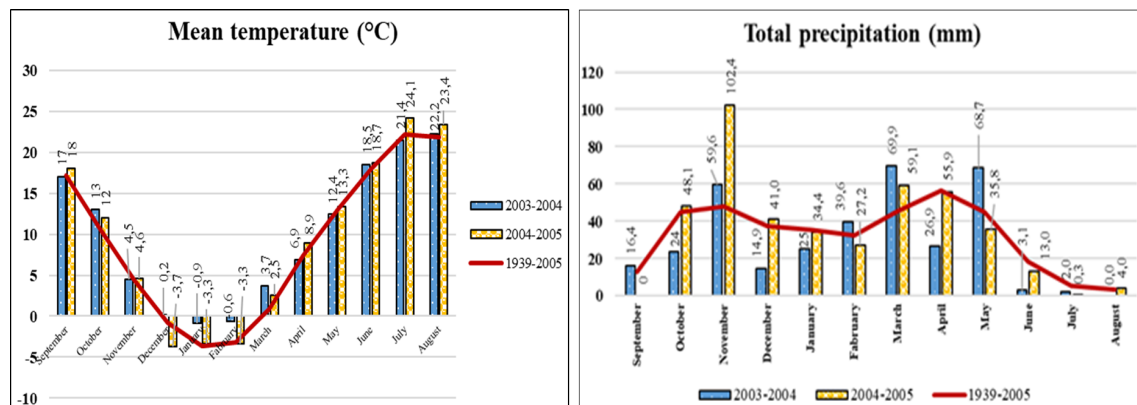 Mean temperature (°C)
30
25
20
15
10
5
0
-5
-10
17
18
13
12
4,5
4,6
0,2
-3,7
-0,9
-3,3
-0,6
-3,3
3,7
2,5
6,9
8,9
12,4
13,3
18,5
18,7
21,4
24,1
22,2
23,4
September
October
November
December
January
Fabruary
March
April
May
June
July
August
2003-2004
2004-2005
1939-2005
Total precipitation (mm)
120
100
80
60
40
20
0
16,4
0
24
48,1
59,6
102,4
14,9
41,0
25
34,4
39,6
27,2
69,9
59,1
26,9
55,9
68,7
35,8
3,1
13,0
2,0
0,3
0,0
4,0
September
October
November
December
January
Fabruary
March
April
May
June
July
August
2003-2004
2004-2005
1939-2005